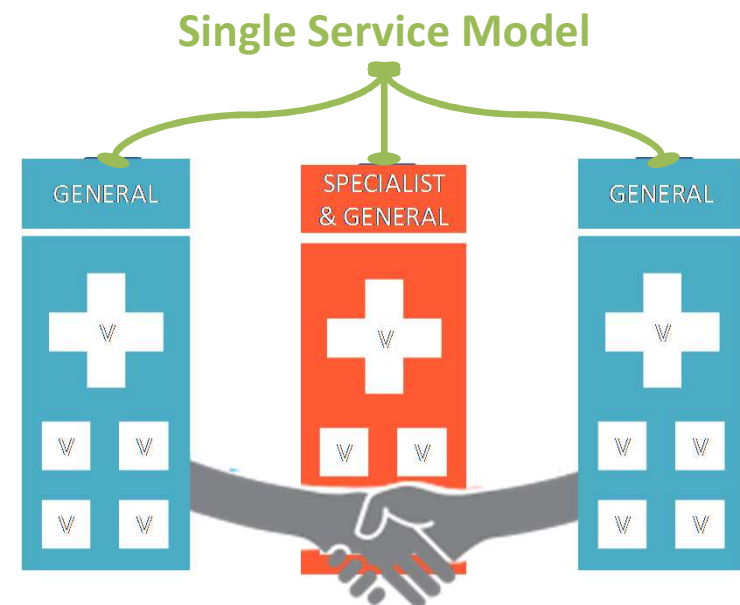 Single Service Model
GENERAL
SPECIALIST
& GENERAL
GENERAL
V
V
V
V V
V V
V V
V V
V V